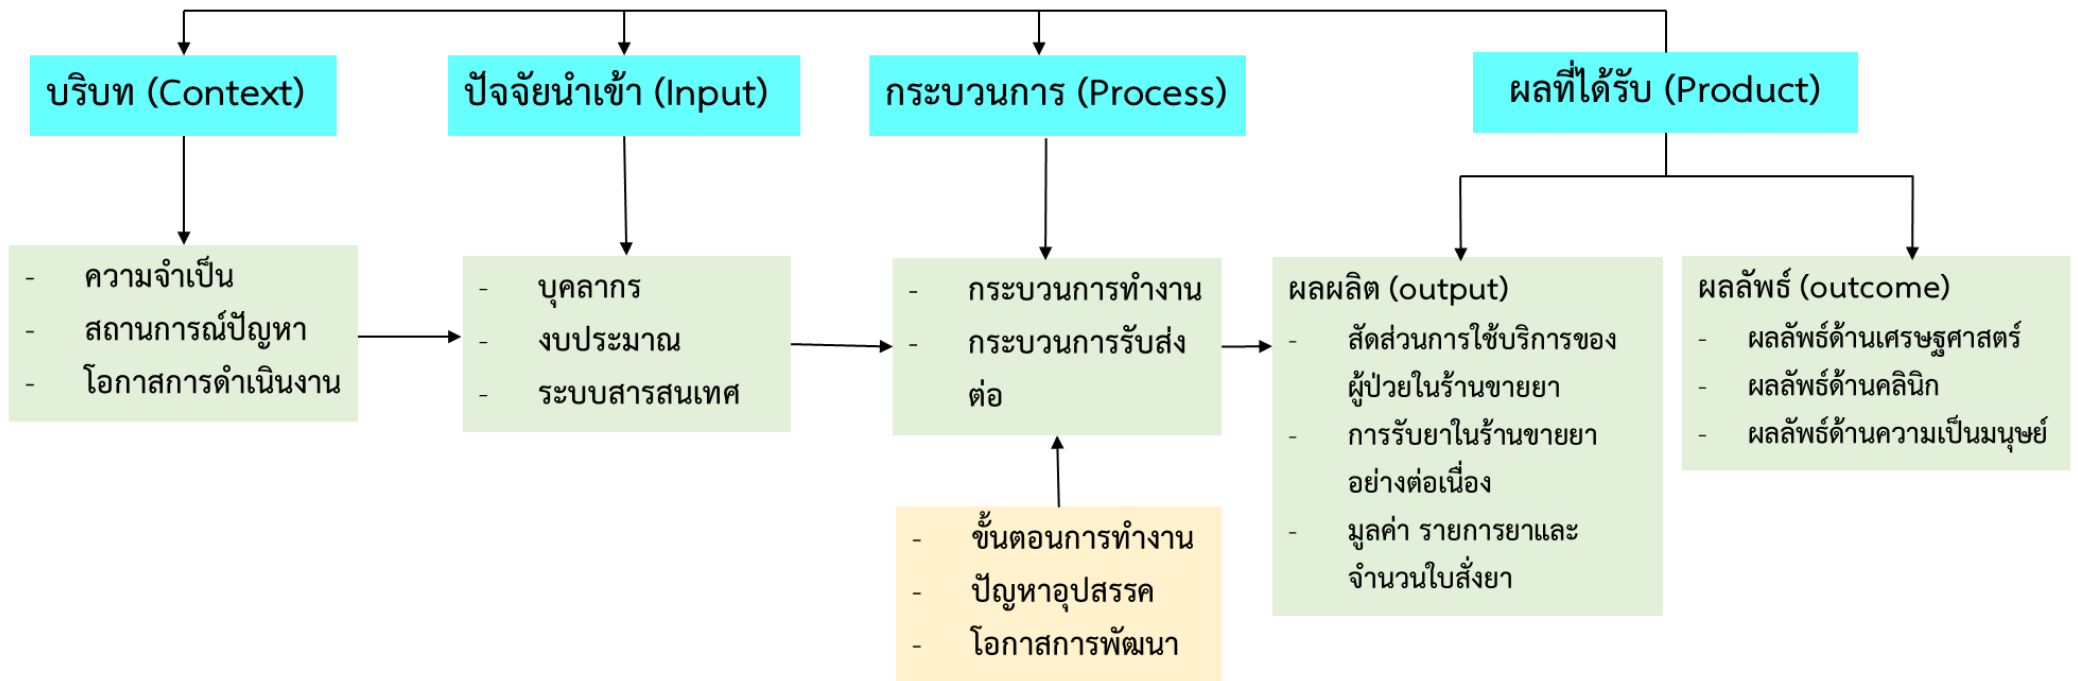 บริบท (Context)
ปัจจัยนำเข้า (Input)
กระบวนการ (Process)
ผลที่ได้รับ (Product)
- ความจำเป็น
- สถานการณ์ปัญหา
- โอกาสการดำเนินงาน
- บุคลากร
- งบประมาณ
- ระบบสารสนเทศ
- กระบวนการทำงาน
- กระบวนการรับส่ง
ต่อ
- ขั้นตอนการทำงาน
- ปัญหาอุปสรรค
- โอกาสการพัฒนา
ผลผลิต (output)
- สัดส่วนการใช้บริการของ
ผู้ป่วยในร้านขายยา
- การรับยาในร้านขายยา
อย่างต่อเนื่อง
- มูลค่า รายการยาและ
จำนวนใบสั่งยา
ผลลัพธ์ (outcome)
- ผลลัพธ์ด้านเศรษฐศาสตร์
- ผลลัพธ์ด้านคลินิก
- ผลลัพธ์ด้านความเป็นมนุษย์